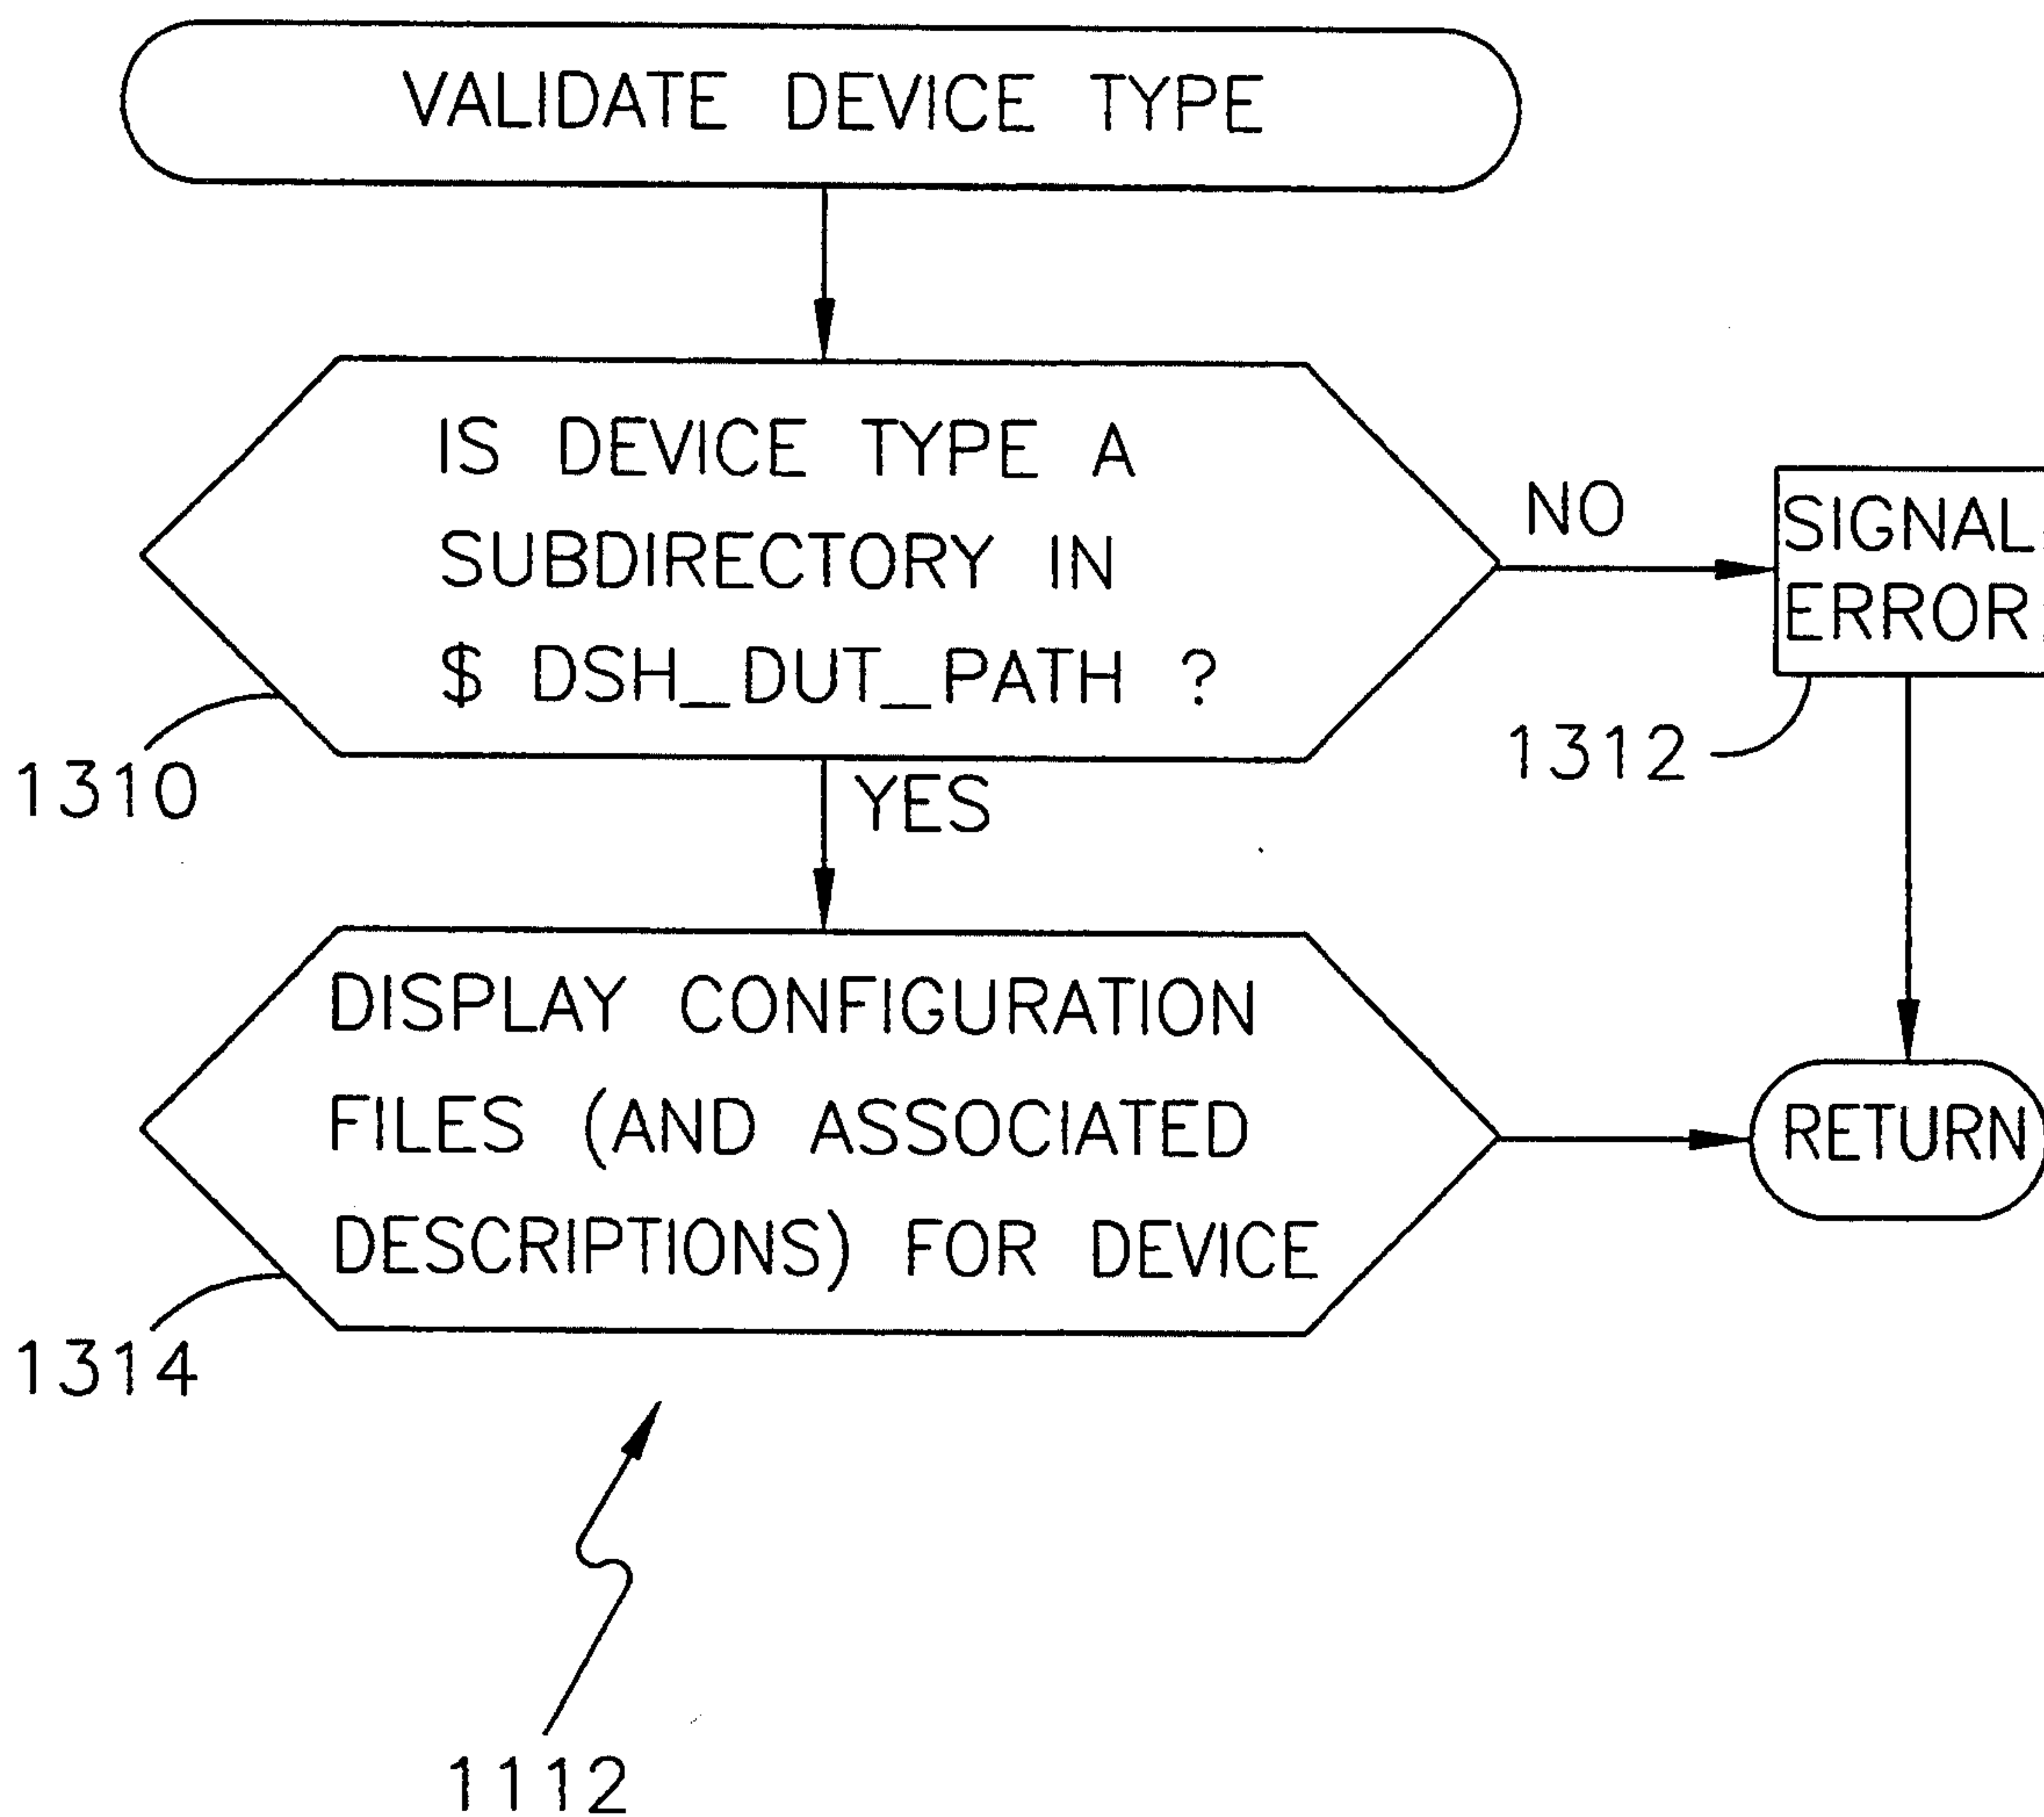 VALIDATE DEVICE TYPE
IS DEVICE TYPE A
SUBDIRECTORY IN
$ DSH_DUT_PATH ?
NO
SIGNAL
ERROR
1310
1312
YES
DISPLAY CONFIGURATION
FILES (AND ASSOCIATED
DESCRIPTIONS) FOR DEVICE
RETURN
1314
1112